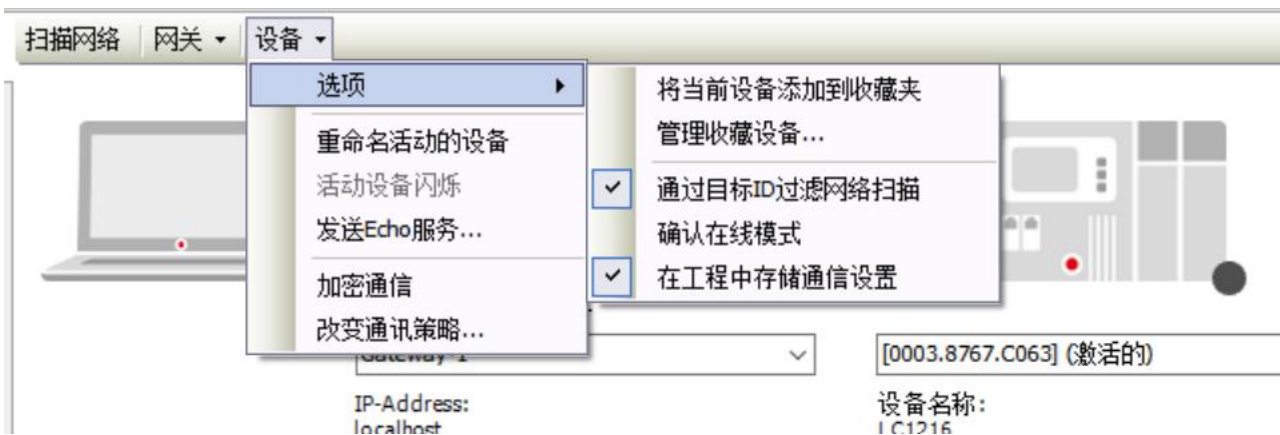 扫描网络 网关 设备
选项
重命名活动的设备
活动设备闪烁
发送Echo服务...
加密通信
改变通讯策略...
将当前设备添加到收藏夹
管理收藏设备...
通过目标ID过滤网络扫描
确认在线模式
在工程中存储通信设置
Gateway-1
[0003.8767.C063] (激活的)
IP-Address:
localhost
设备名称:
LC1216